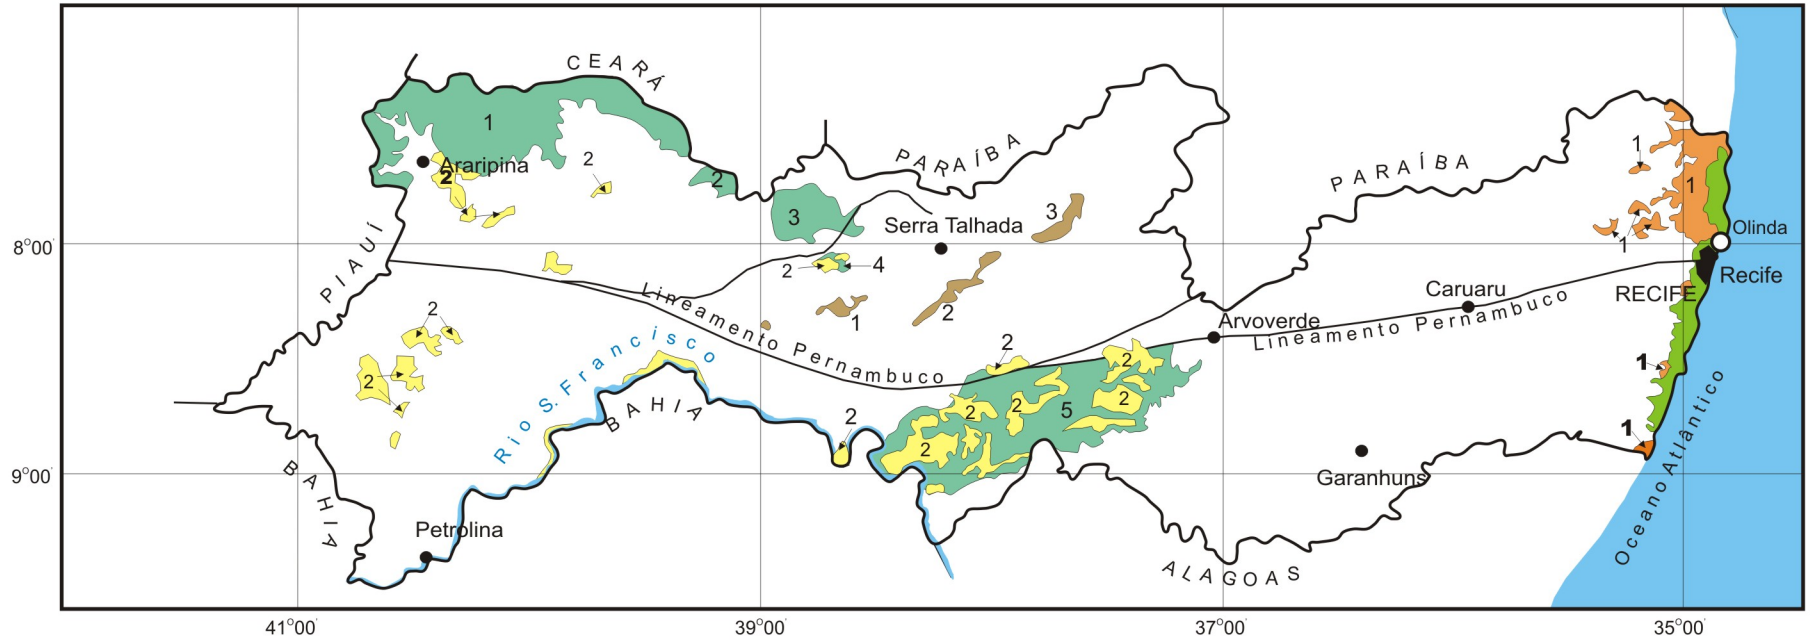 CEARÁ
1
Araripina
2
2
2
PARAÍBA
3
Serra Talhada
3
8°00'
PIAUÍ
2
4
2
1
2
Lineamento Pernambuco
2
2
Rio S. Francisco
BAHIA
2
2
2
2
2
2
5
2
9°00'
BAHIA
Petrolina
PARAÍBA
1
1
1
Olinda
Recife
RECIFE
Caruaru
Arvoverde
Lineamento Pernambuco
1
1
Garanhuns
ALAGOAS
Oceano Atlântico
41°00'
39°00'
37°00'
35°00'